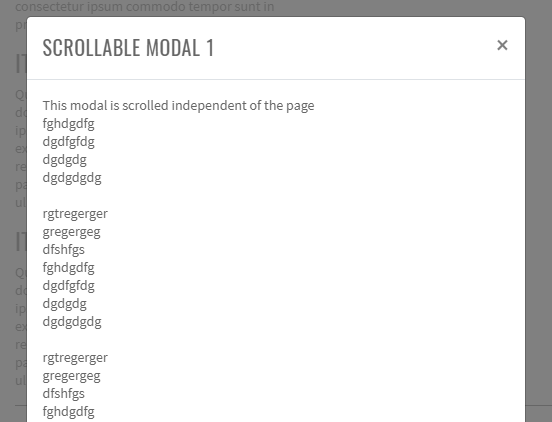 consectetur ipsum commodo tempor sunt in
SCROLLABLE MODAL 1
×
This modal is scrolled independent of the page
fghdgdfg
dgdfgfdg
dgdgdg
dgdgdgdg
rgtregerger
gregergeg
dfshfgs
fghdgdfg
dgdfgfdg
dgdgdg
dgdgdgdg
rgtregerger
gregergeg
dfshfgs
fghdgdfg